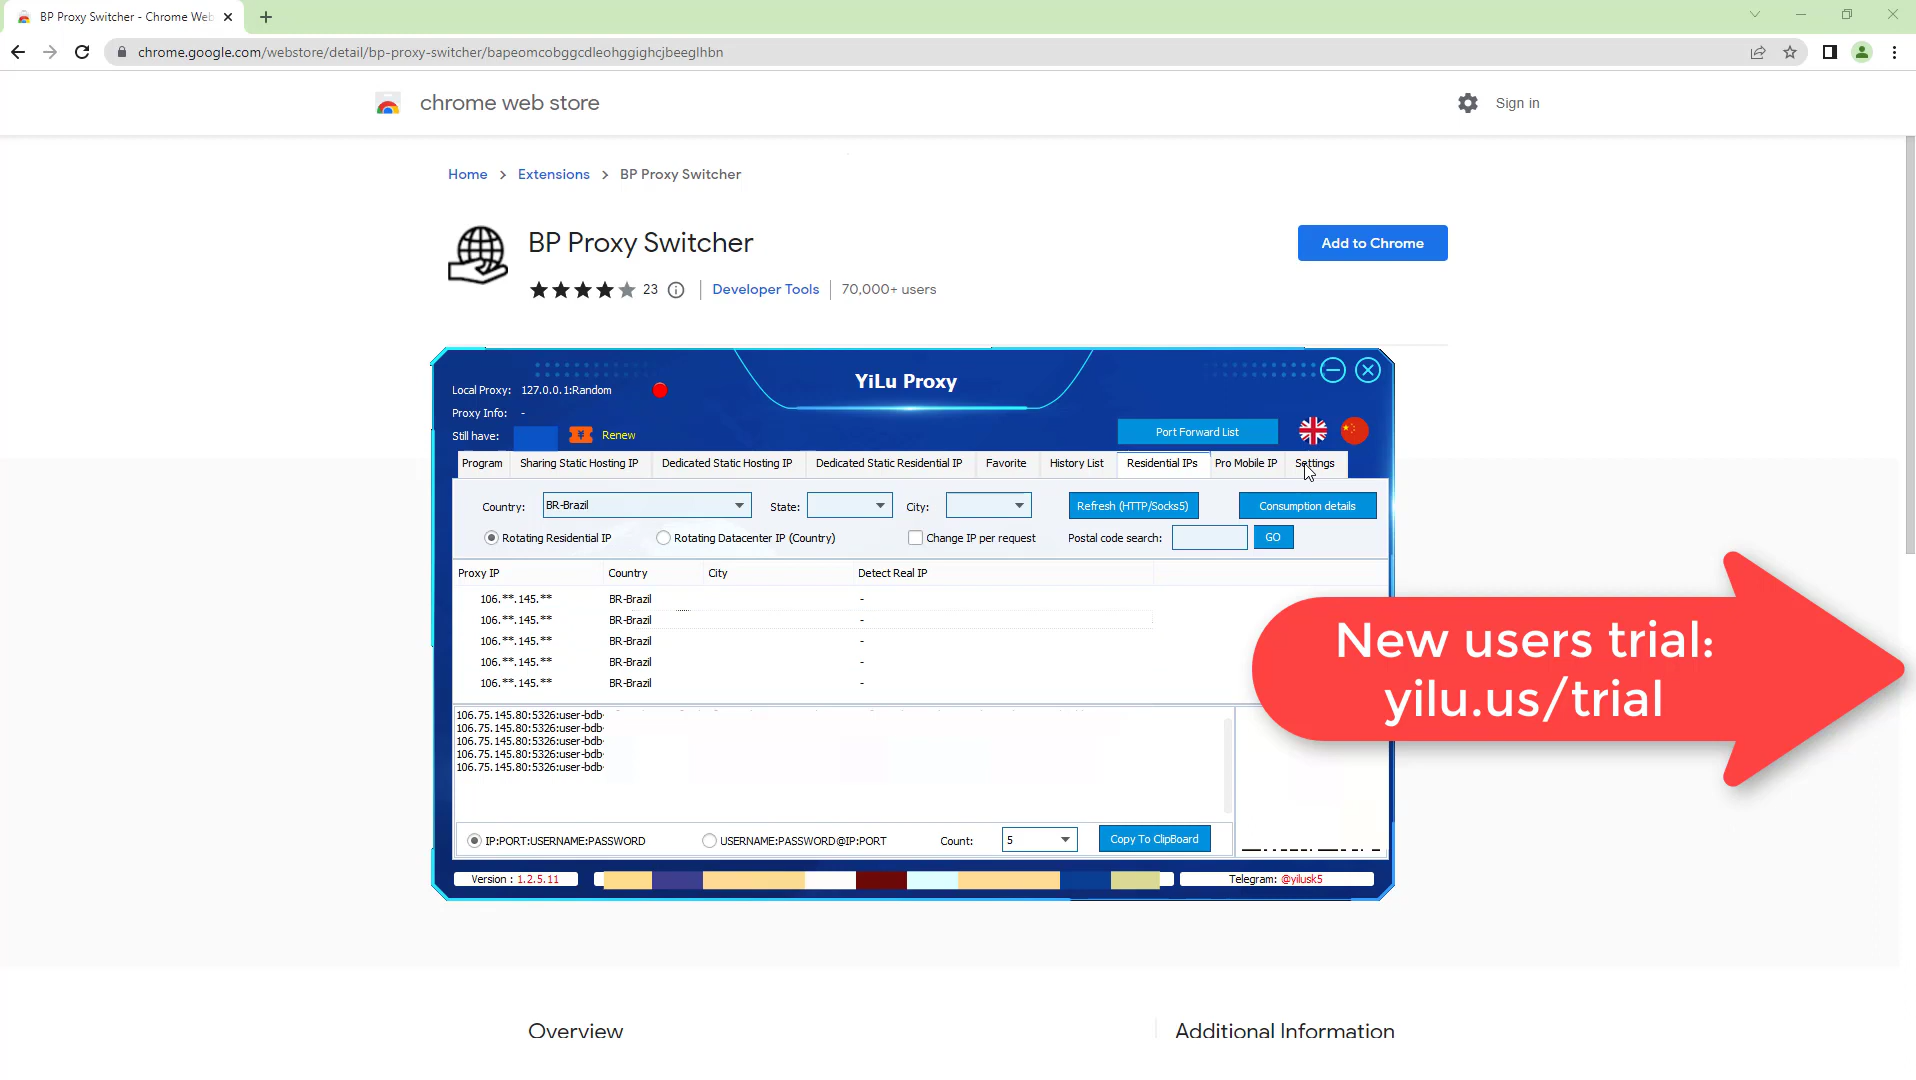 BP Proxy Switcher - Chrome Web
chrome.google.com/webstore/detail/bp-proxy-switcher/bapeomcobggcdleohggighcjbeeglhbn
chrome web store
Sign in
Home > Extensions > BP Proxy Switcher
BP Proxy Switcher
Add to Chrome
23
Developer Tools
70,000+ users
YiLu Proxy
Local Proxy: 127.0.0.1:Random
Proxy Info: -
Still have:
Renew
Port Forward List
Program
Sharing Static Hosting IP
Dedicated Static Hosting IP
Dedicated Static Residential IP
Favorite
History List
Residential IPs
Pro Mobile IP
Settings
Country: BR-Brazil State: City: Refresh (HTTP/Socks5) Consumption details
Rotating Residential IP Rotating Datacenter IP (Country) Change IP per request Postal code search: GO
Proxy IP Country City Detect Real IP
106.**.145.** BR-Brazil -
106.**.145.** BR-Brazil -
106.**.145.** BR-Brazil -
106.**.145.** BR-Brazil -
106.**.145.** BR-Brazil -
New users trial:
yilu.us/trial
106.75.145.80:5326:user-bdb-
106.75.145.80:5326:user-bdb-
106.75.145.80:5326:user-bdb-
106.75.145.80:5326:user-bdb-
106.75.145.80:5326:user-bdb-
IP:PORT:USERNAME:PASSWORD USERNAME:PASSWORD@IP:PORT Count: 5 Copy To ClipBoard
Version : 1.2.5.11
Telegram: @yilusk5
Overview
Additional Information